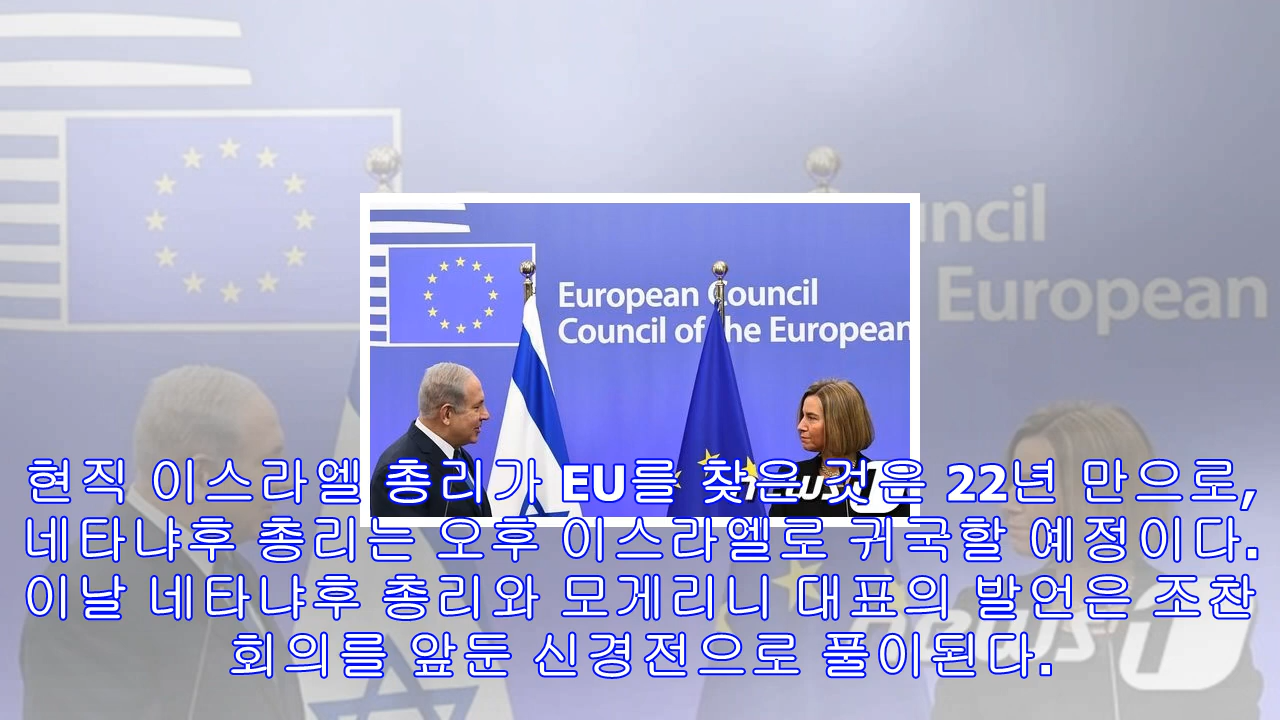 European Council
Council of the European
uncil
European
현직 이스라엘 총리가 EU를 찾은 것은 22년 만으로,
네타냐후 총리는 오후 이스라엘로 귀국할 예정이다.
이날 네타냐후 총리와 모게리니 대표의 발언은 조찬
회의를 앞둔 신경전으로 풀이된다.
news1
news1